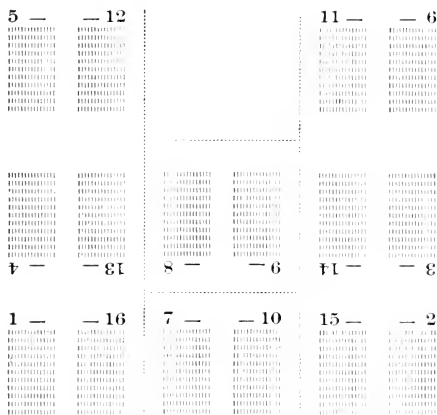 5 — — 12 11 — — 6
4 — — 13 8 — — 9 14 — — 3
1 — — 16 7 — — 10 15 — — 2